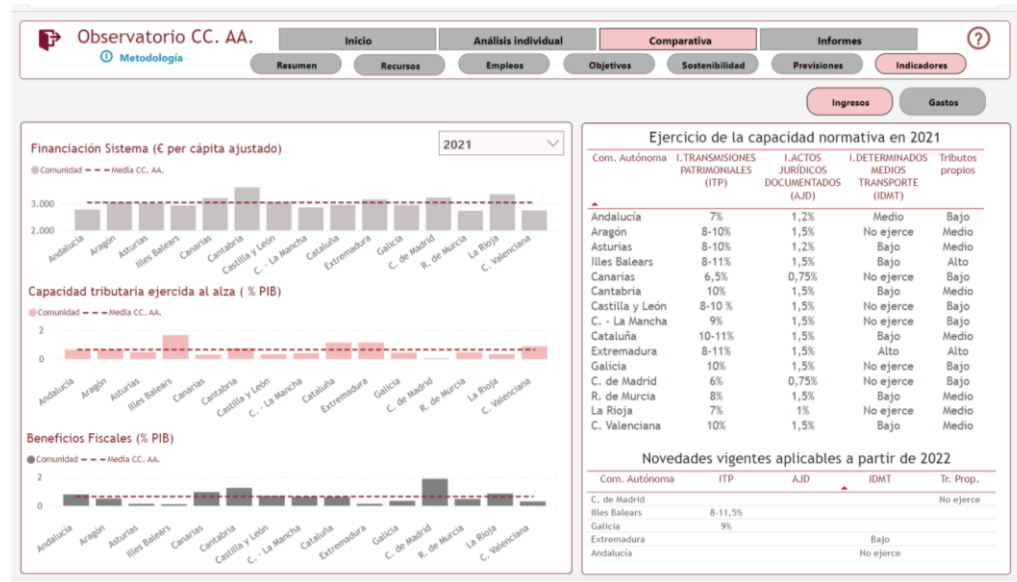 Observatorio CC. AA.
Metodología
Inicio
Análisis individual
Comparativa
Informes
?
Resumen
Recursos
Empleos
Objetivos
Sostenibilidad
Previsiones
Indicadores
Ingresos
Gastos
Financiación Sistema (€ per cápita ajustado)
2021
Comunidad Media CC. AA.
3.000
2.000
Andalucía Aragón Asturias Illes Balears Canarias Cantabria Castilla y León C. - La Mancha Cataluña Extremadura Galicia C. de Madrid R. de Murcia La Rioja C. Valenciana
Capacidad tributaria ejercida al alza ( % PIB)
Comunidad Media CC. AA.
2
0
Andalucía Aragón Asturias Illes Balears Canarias Cantabria Castilla y León C. - La Mancha Cataluña Extremadura Galicia C. de Madrid R. de Murcia La Rioja C. Valenciana
Beneficios Fiscales (% PIB)
Comunidad Media CC. AA.
2
0
Andalucía Aragón Asturias Illes Balears Canarias Cantabria Castilla y León C. - La Mancha Cataluña Extremadura Galicia C. de Madrid R. de Murcia La Rioja C. Valenciana
Ejercicio de la capacidad normativa en 2021
Com. Autónoma I.TRANSMISIONES I.ACTOS I.DETERMINADOS Tributos
PATRIMONIALES JURÍDICOS MEDIOS propios
(ITP) DOCUMENTADOS TRANSPORTE
(AJD) (IDMT)
Andalucía 7% 1,2% Medio Bajo
Aragón 8-10% 1,5% No ejerce Medio
Asturias 8-10% 1,2% Bajo Medio
Illes Balears 8-11% 1,5% Bajo Alto
Canarias 6,5% 0,75% No ejerce Bajo
Cantabria 10% 1,5% Bajo Medio
Castilla y León 8-10 % 1,5% No ejerce Bajo
C. - La Mancha 9% 1,5% No ejerce Bajo
Cataluña 10-11% 1,5% Bajo Medio
Extremadura 8-11% 1,5% Alto Alto
Galicia 10% 1,5% No ejerce Bajo
C. de Madrid 6% 0,75% No ejerce Bajo
R. de Murcia 8% 1,5% Bajo Medio
La Rioja 7% 1% No ejerce Medio
C. Valenciana 10% 1,5% Bajo Medio
Novedades vigentes aplicables a partir de 2022
Com. Autónoma ITP AJD IDMT Tr. Prop.
C. de Madrid No ejerce
Illes Balears 8-11,5%
Galicia 9%
Extremadura Bajo
Andalucía No ejerce